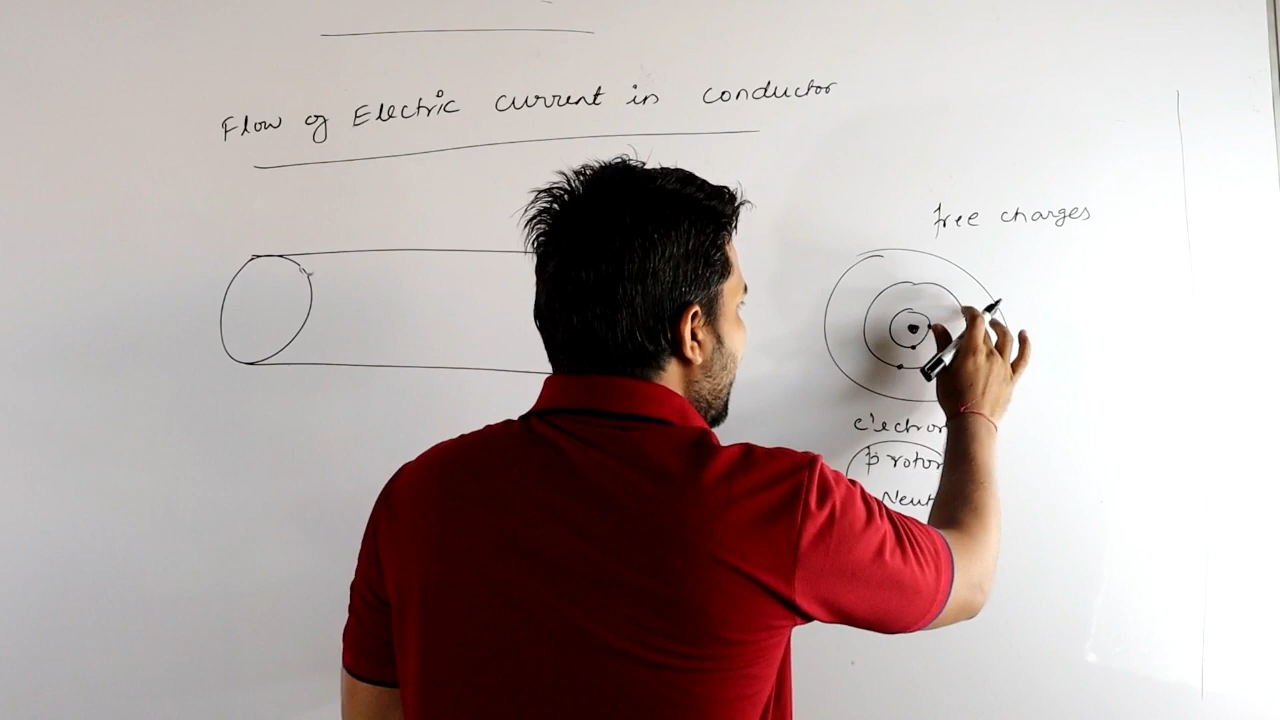 Flow of Electric current in conductor
free charges
electron
proton
Neut